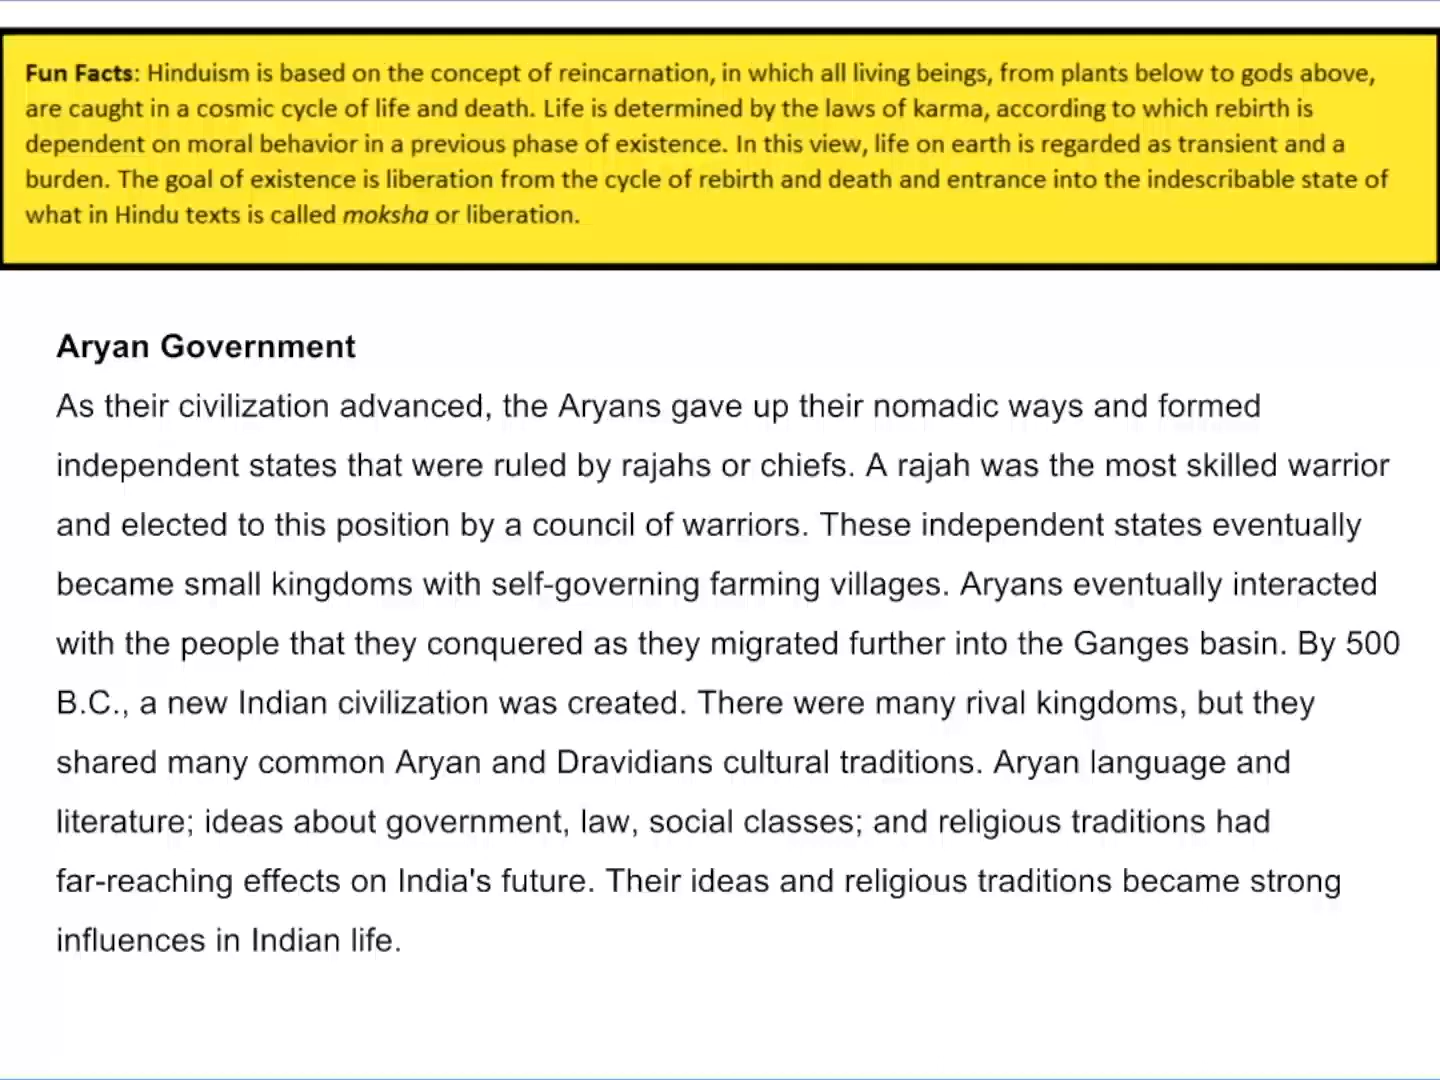 Fun Facts: Hinduism is based on the concept of reincarnation, in which all living beings, from plants below to gods above,
are caught in a cosmic cycle of life and death. Life is determined by the laws of karma, according to which rebirth is
dependent on moral behavior in a previous phase of existence. In this view, life on earth is regarded as transient and a
burden. The goal of existence is liberation from the cycle of rebirth and death and entrance into the indescribable state of
what in Hindu texts is called moksha or liberation.
Aryan Government
As their civilization advanced, the Aryans gave up their nomadic ways and formed
independent states that were ruled by rajahs or chiefs. A rajah was the most skilled warrior
and elected to this position by a council of warriors. These independent states eventually
became small kingdoms with self-governing farming villages. Aryans eventually interacted
with the people that they conquered as they migrated further into the Ganges basin. By 500
B.C., a new Indian civilization was created. There were many rival kingdoms, but they
shared many common Aryan and Dravidians cultural traditions. Aryan language and
literature; ideas about government, law, social classes; and religious traditions had
far-reaching effects on India's future. Their ideas and religious traditions became strong
influences in Indian life.